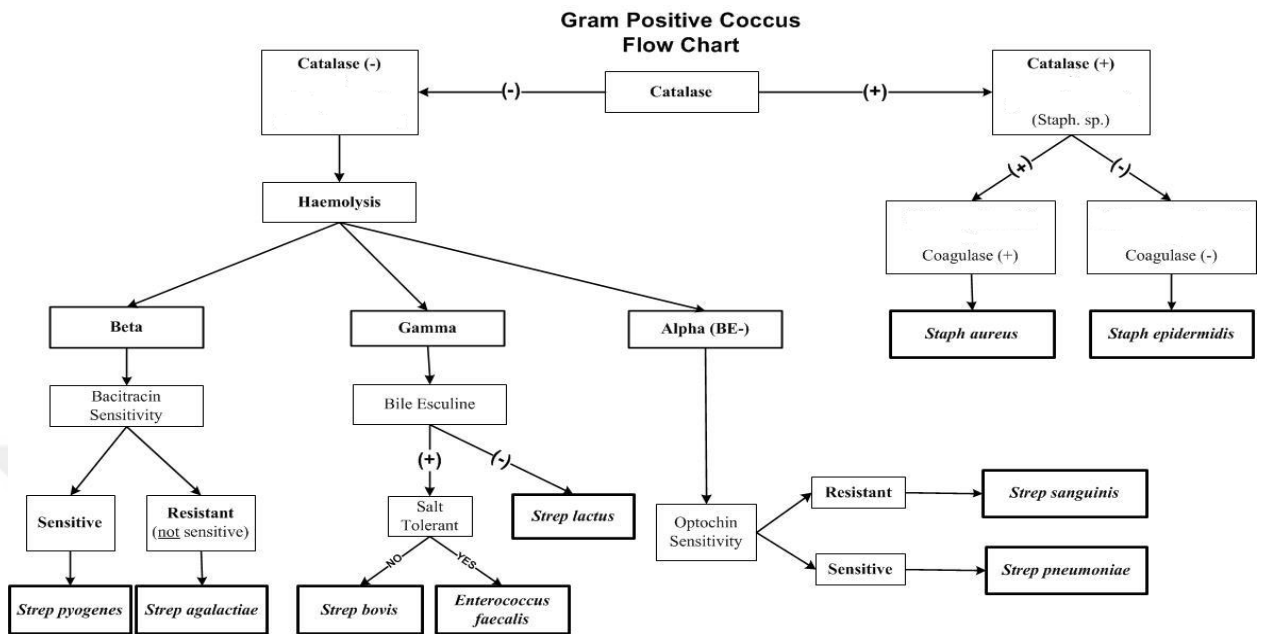 Gram Positive Coccus
Flow Chart
Catalase (-)
(-)
Catalase
(+)
Catalase (+)
(Staph. sp.)
(+)
(-)
Haemolysis
Coagulase (+)
Coagulase (-)
Beta
Gamma
Alpha (BE-)
Staph aureus
Staph epidermidis
Bacitracin
Sensitivity
Bile Esculine
(+)
(-)
Sensitive
Resistant
(not sensitive)
Salt
Tolerant
Strep lactus
Optochin
Sensitivity
Resistant
Strep sanguinis
Sensitive
Strep pneumoniae
NO
YES
Strep pyogenes
Strep agalactiae
Strep bovis
Enterococcus
faecalis